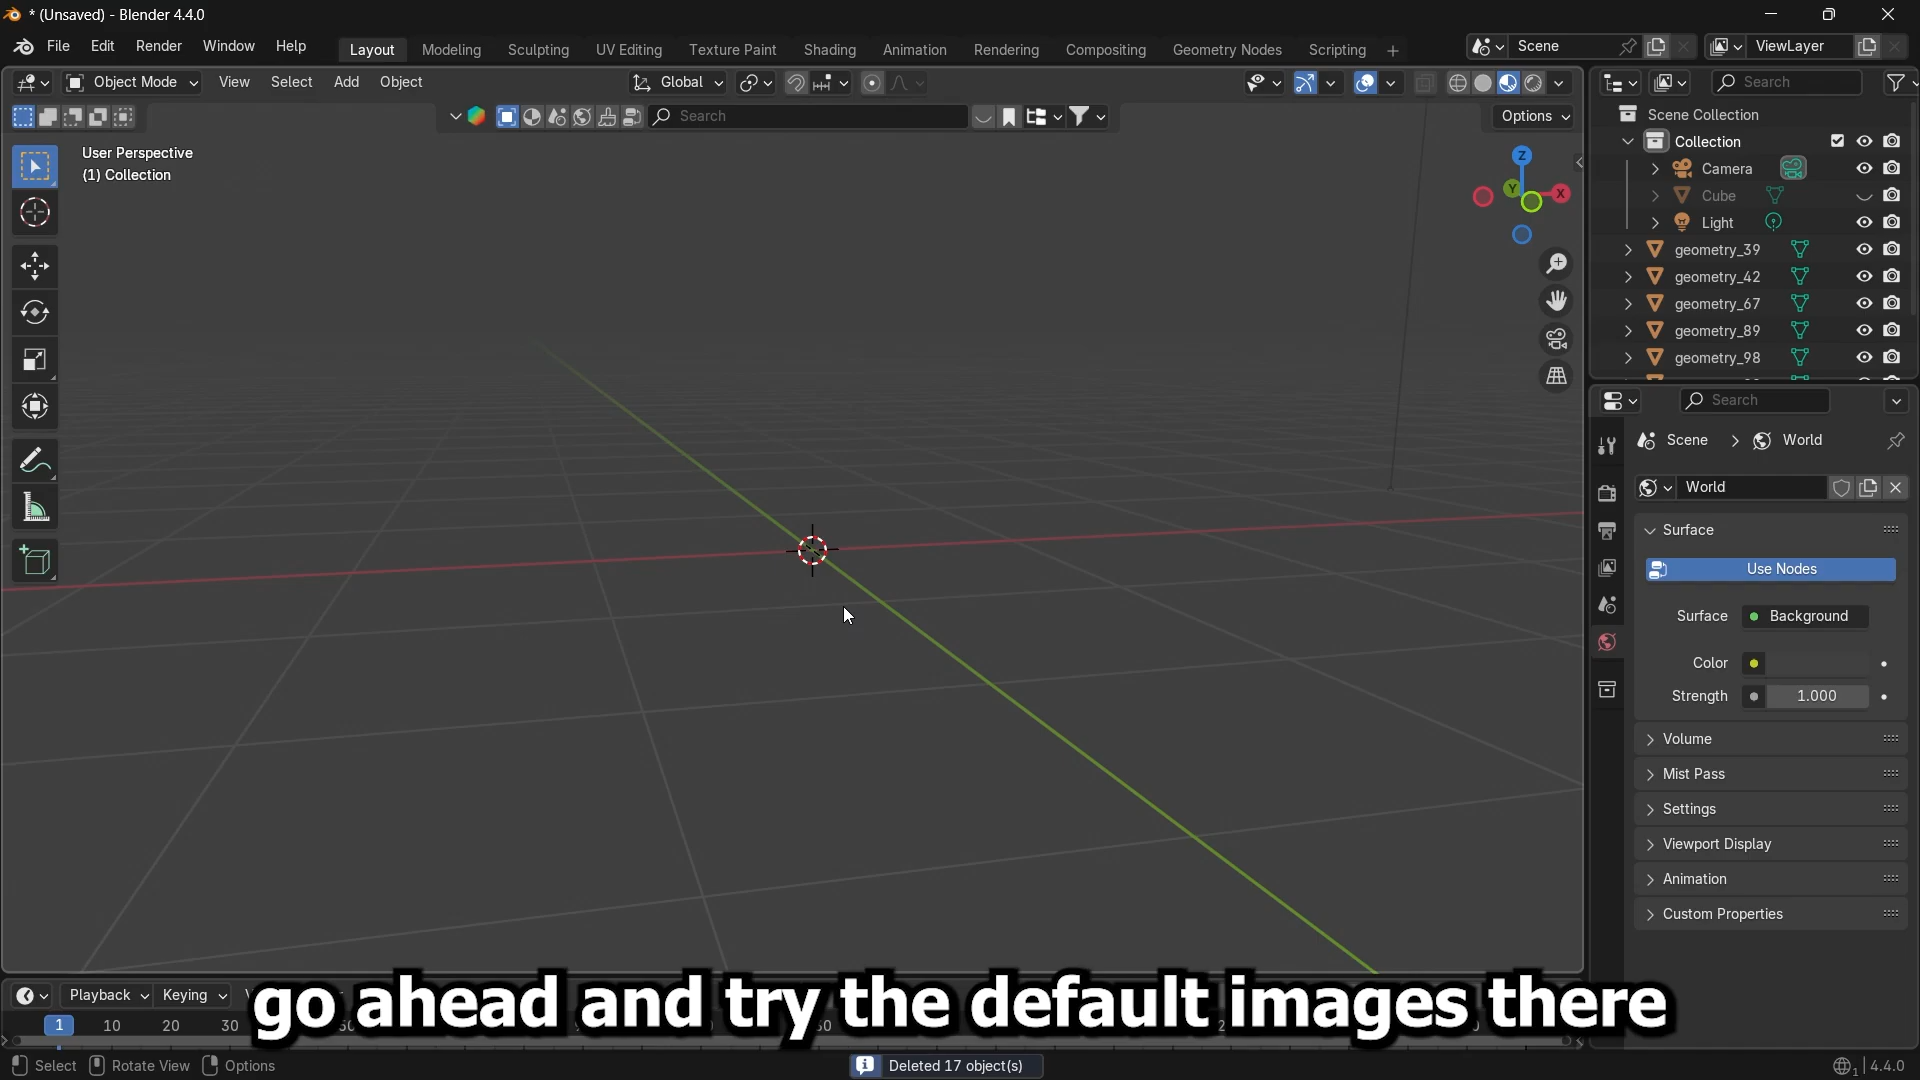 * (Unsaved) - Blender 4.4.0
File Edit Render Window Help
Layout Modeling Sculpting UV Editing Texture Paint Shading Animation Rendering Compositing Geometry Nodes Scripting +
Scene
ViewLayer
Object Mode View Select Add Object
Global
Search
Search
Options
User Perspective
(1) Collection
Z
Y
X
Scene Collection
Collection
Camera
Cube
Light
geometry_39
geometry_42
geometry_67
geometry_89
geometry_98
Search
Scene > World
World
Surface
Use Nodes
Surface Background
Color
Strength 1.000
Volume
Mist Pass
Settings
Viewport Display
Animation
Custom Properties
Playback Keying
go ahead and try the default images there
1 10 20 30
Select Rotate View Options
Deleted 17 object(s)
4.4.0